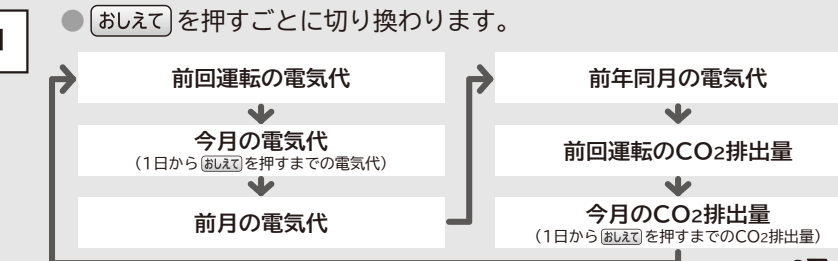 ●おしえてを押すごとに切り換わります。
前回運転の電気代
今月の電気代
（1日からおしえてを押すまでの電気代）
前月の電気代
前年同月の電気代
前回運転のCO2排出量
今月のCO2排出量
（1日からおしえてを押すまでのCO2排出量）